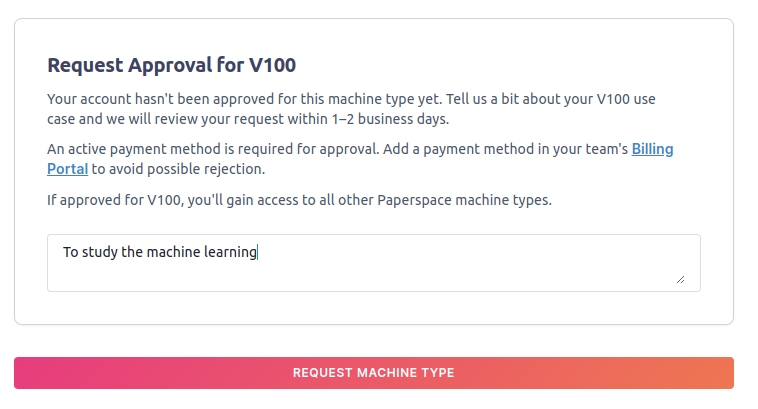 Request Approval for V100
Your account hasn't been approved for this machine type yet. Tell us a bit about your V100 use
case and we will review your request within 1–2 business days.
An active payment method is required for approval. Add a payment method in your team's Billing
Portal to avoid possible rejection.
If approved for V100, you'll gain access to all other Paperspace machine types.
To study the machine learning
REQUEST MACHINE TYPE